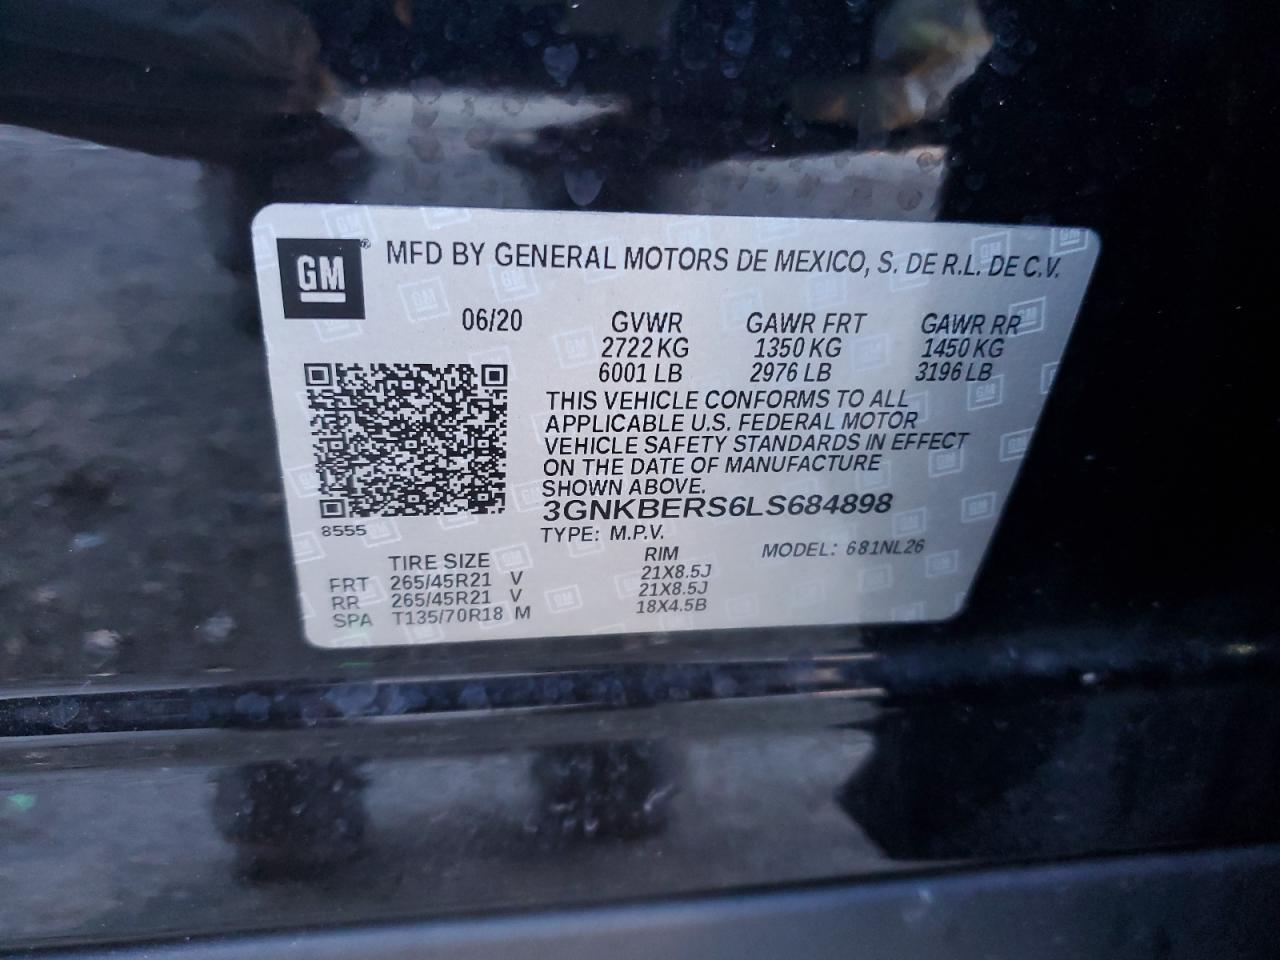 GM® MFD BY GENERAL MOTORS DE MEXICO, S. DE R.L. DE C.V.
06/20 GVWR GAWR FRT GAWR RR
2722 KG 1350 KG 1450 KG
6001 LB 2976 LB 3196 LB
THIS VEHICLE CONFORMS TO ALL
APPLICABLE U.S. FEDERAL MOTOR
VEHICLE SAFETY STANDARDS IN EFFECT
ON THE DATE OF MANUFACTURE
SHOWN ABOVE.
3GNKBERS6LS684898
8555 TYPE: M.P.V. MODEL: 681NL26
TIRE SIZE RIM
FRT 265/45R21 V 21X8.5J
RR 265/45R21 V 21X8.5J
SPA T135/70R18 M 18X4.5B